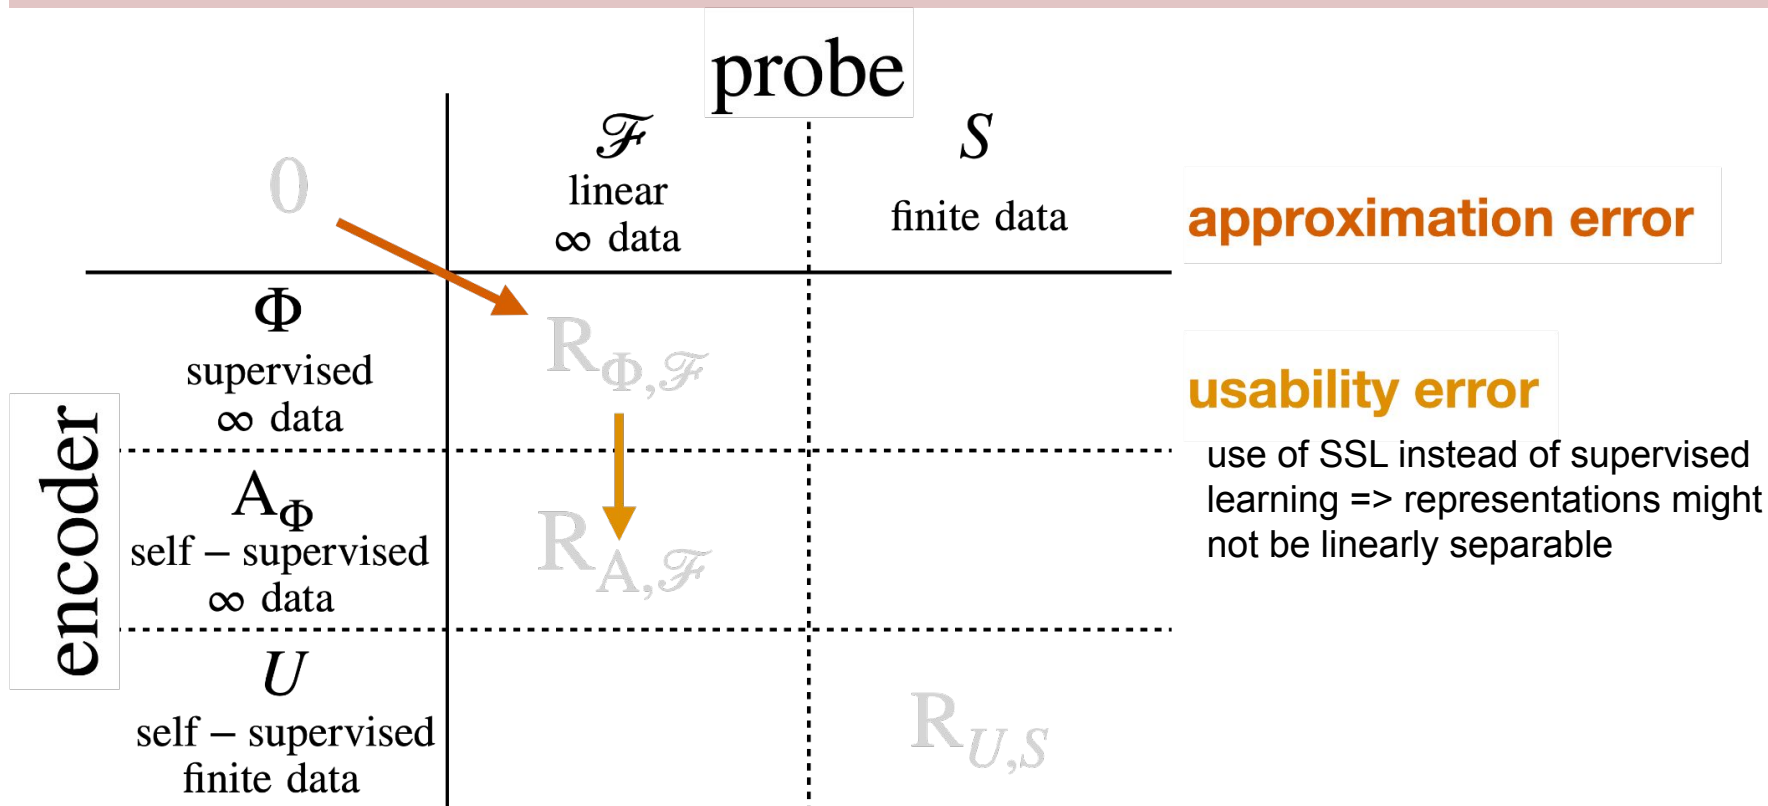 probe
0
ℱ
linear
∞ data
S
finite data
approximation error
Φ
supervised
∞ data
R_{Φ,ℱ}
usability error
use of SSL instead of supervised
learning => representations might
not be linearly separable
encoder
A_Φ
self – supervised
∞ data
R_{A,ℱ}
U
self – supervised
finite data
R_{U,S}